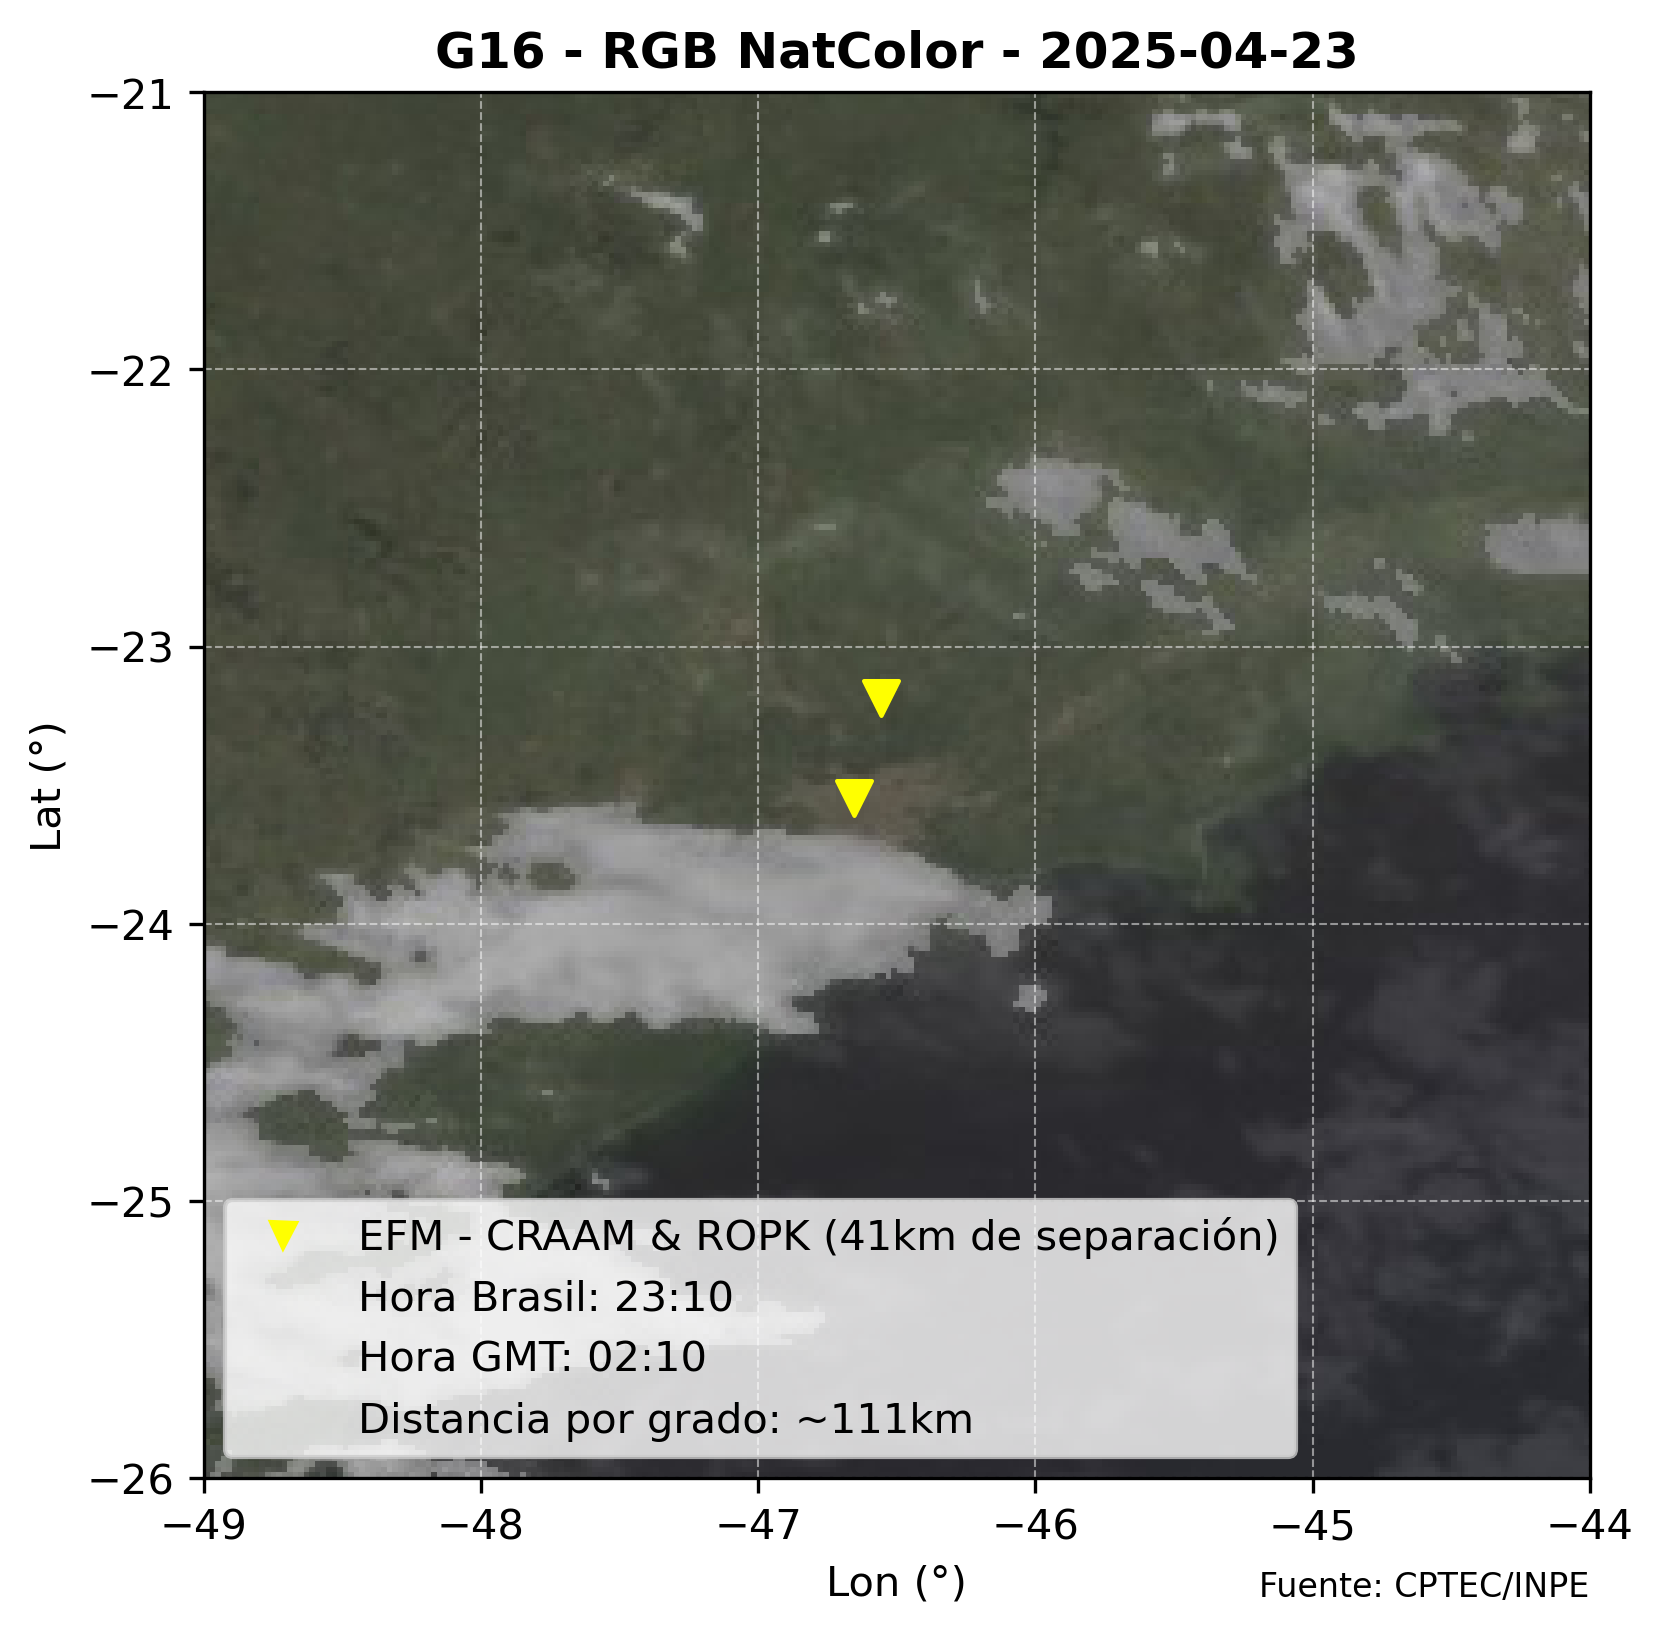 G16 - RGB NatColor - 2025-04-23
−21
−22
−23
−24
−25
−26
Lat (°)
EFM - CRAAM & ROPK (41km de separación)
Hora Brasil: 23:10
Hora GMT: 02:10
Distancia por grado: ~111km
−49 −48 −47 −46 −45 −44
Lon (°)
Fuente: CPTEC/INPE